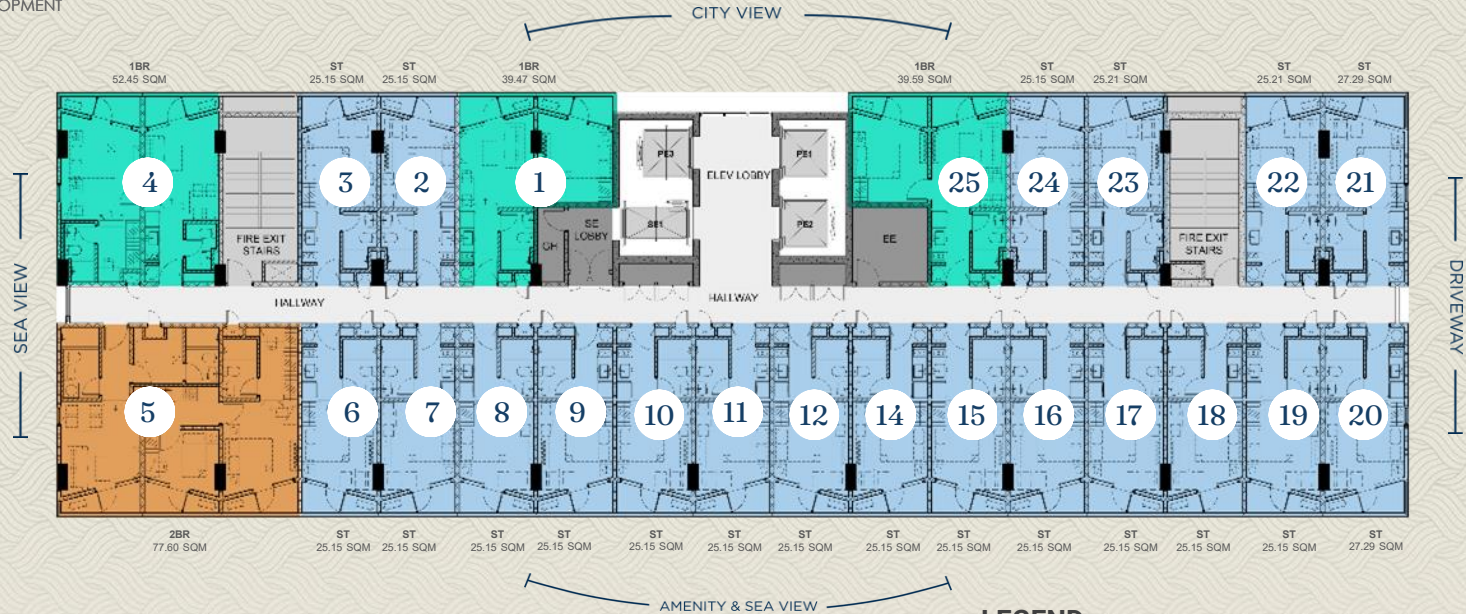 OPMENT
CITY VIEW
1BR
52.45 SQM
ST
25.15 SQM
ST
25.15 SQM
1BR
39.47 SQM
1BR
39.59 SQM
ST
25.15 SQM
ST
25.21 SQM
ST
25.21 SQM
ST
27.29 SQM
4
3
2
1
25
24
23
22
21
PE3
PE1
ELEV LOBBY
SE1
PE2
SE
LOBBY
GH
EE
FIRE EXIT
STAIRS
FIRE EXIT
STAIRS
HALLWAY
HALLWAY
SEA VIEW
DRIVEWAY
5
6
7
8
9
10
11
12
14
15
16
17
18
19
20
2BR
77.60 SQM
ST
25.15 SQM
ST
25.15 SQM
ST
25.15 SQM
ST
25.15 SQM
ST
25.15 SQM
ST
25.15 SQM
ST
25.15 SQM
ST
25.15 SQM
ST
25.15 SQM
ST
25.15 SQM
ST
25.15 SQM
ST
25.15 SQM
ST
25.15 SQM
ST
27.29 SQM
AMENITY & SEA VIEW
LEGEND